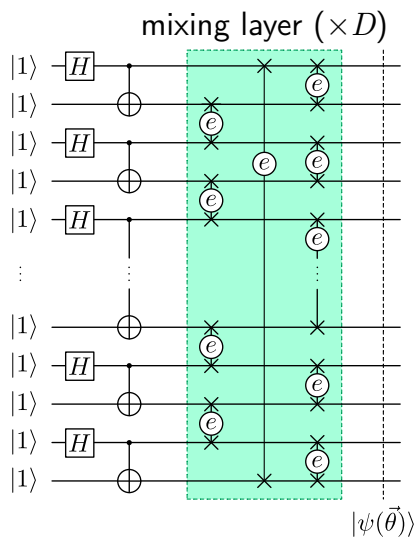 mixing layer (×D)
|1⟩ H e
|1⟩ e
|1⟩ H e e
|1⟩ e
|1⟩ H e
⋮ ⋮ ⋮
|1⟩ e
|1⟩ H e
|1⟩ e
|1⟩ H e
|1⟩
|ψ(θ⃗)⟩